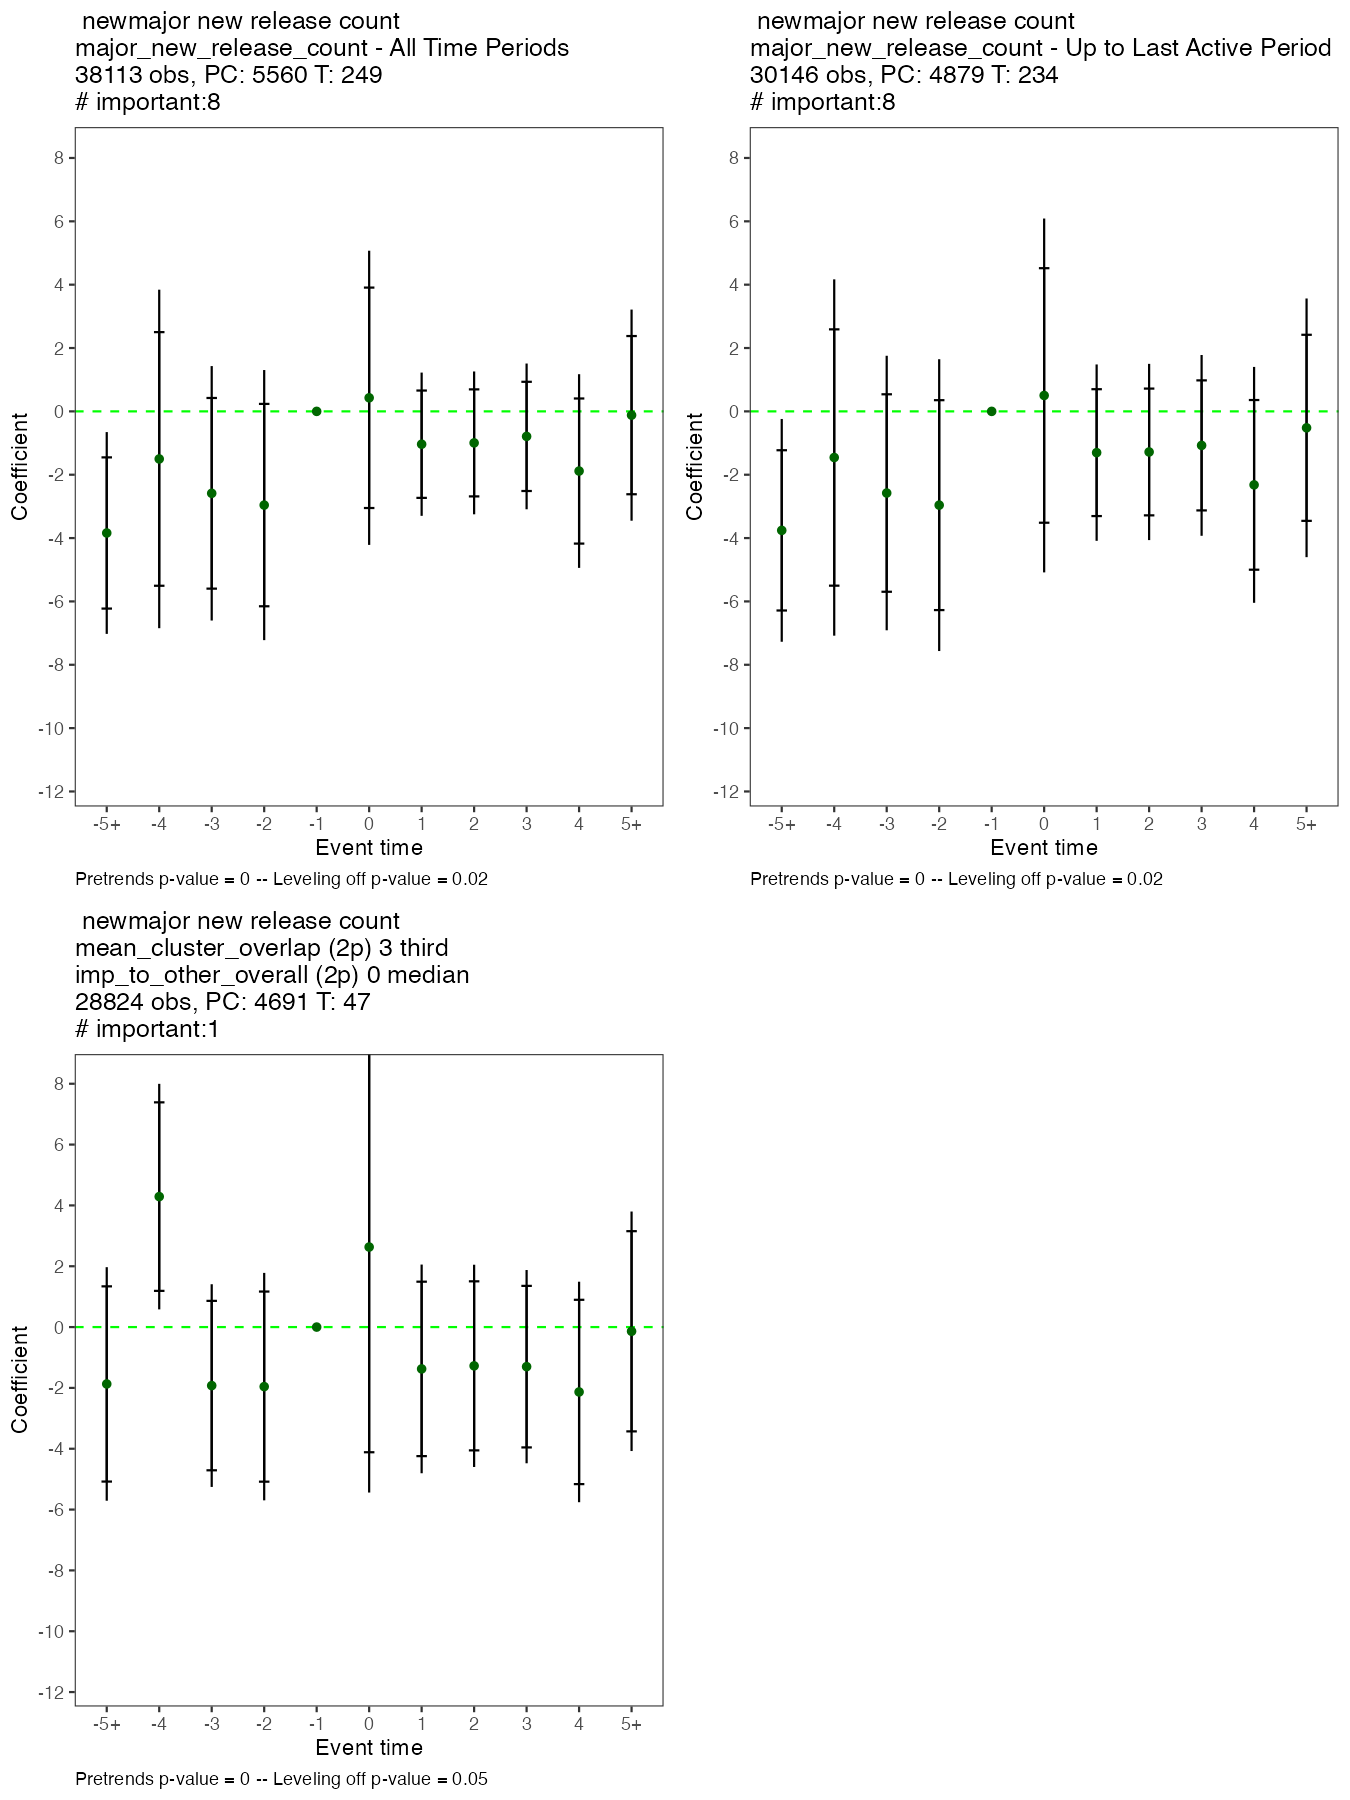 newmajor new release count
major_new_release_count - All Time Periods
38113 obs, PC: 5560 T: 249
# important:8
8
6
4
2
0
-2
-4
-6
-8
-10
-12
Coefficient
-5+ -4 -3 -2 -1 0 1 2 3 4 5+
Event time
Pretrends p-value = 0 -- Leveling off p-value = 0.02
newmajor new release count
major_new_release_count - Up to Last Active Period
30146 obs, PC: 4879 T: 234
# important:8
8
6
4
2
0
-2
-4
-6
-8
-10
-12
Coefficient
-5+ -4 -3 -2 -1 0 1 2 3 4 5+
Event time
Pretrends p-value = 0 -- Leveling off p-value = 0.02
newmajor new release count
mean_cluster_overlap (2p) 3 third
imp_to_other_overall (2p) 0 median
28824 obs, PC: 4691 T: 47
# important:1
8
6
4
2
0
-2
-4
-6
-8
-10
-12
Coefficient
-5+ -4 -3 -2 -1 0 1 2 3 4 5+
Event time
Pretrends p-value = 0 -- Leveling off p-value = 0.05